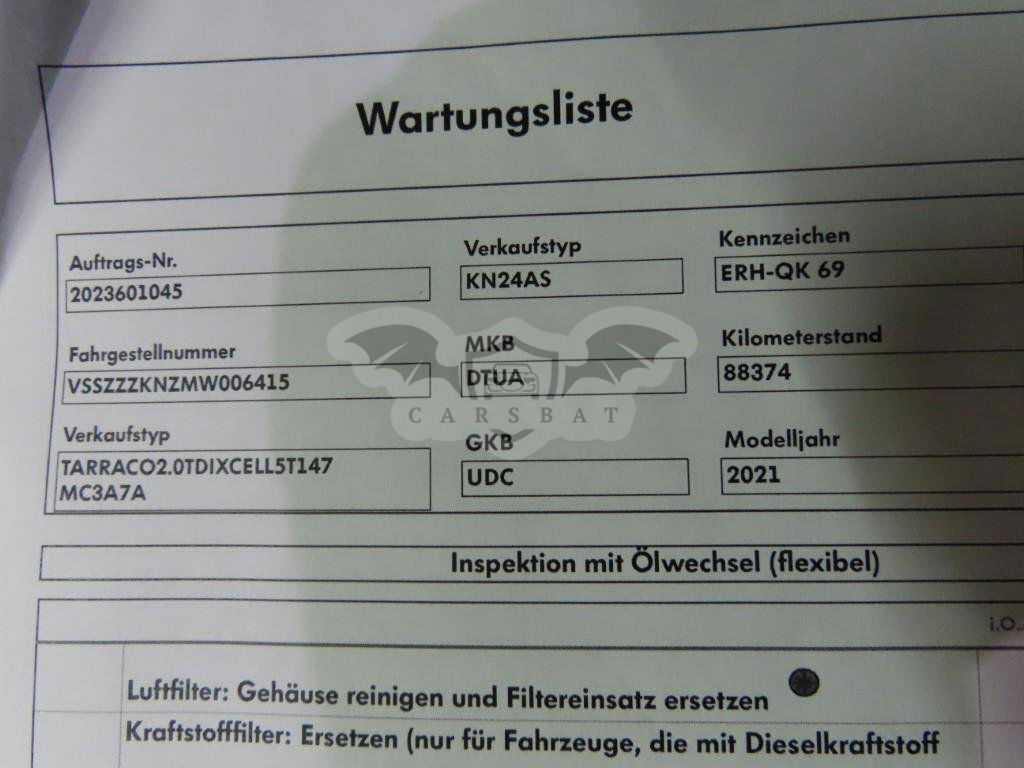 Wartungsliste
Auftrags-Nr.
2023601045
Verkaufstyp
KN24AS
Kennzeichen
ERH-QK 69
Fahrgestellnummer
VSSZZZKNZMW006415
MKB
DTUA
Kilometerstand
88374
Verkaufstyp
TARRACO2.0TDIXCELL5T147
MC3A7A
GKB
UDC
Modelljahr
2021
CARSBAT
Inspektion mit Ölwechsel (flexibel)
i.O.
Luftfilter: Gehäuse reinigen und Filtereinsatz ersetzen
Kraftstofffilter: Ersetzen (nur für Fahrzeuge, die mit Dieselkraftstoff